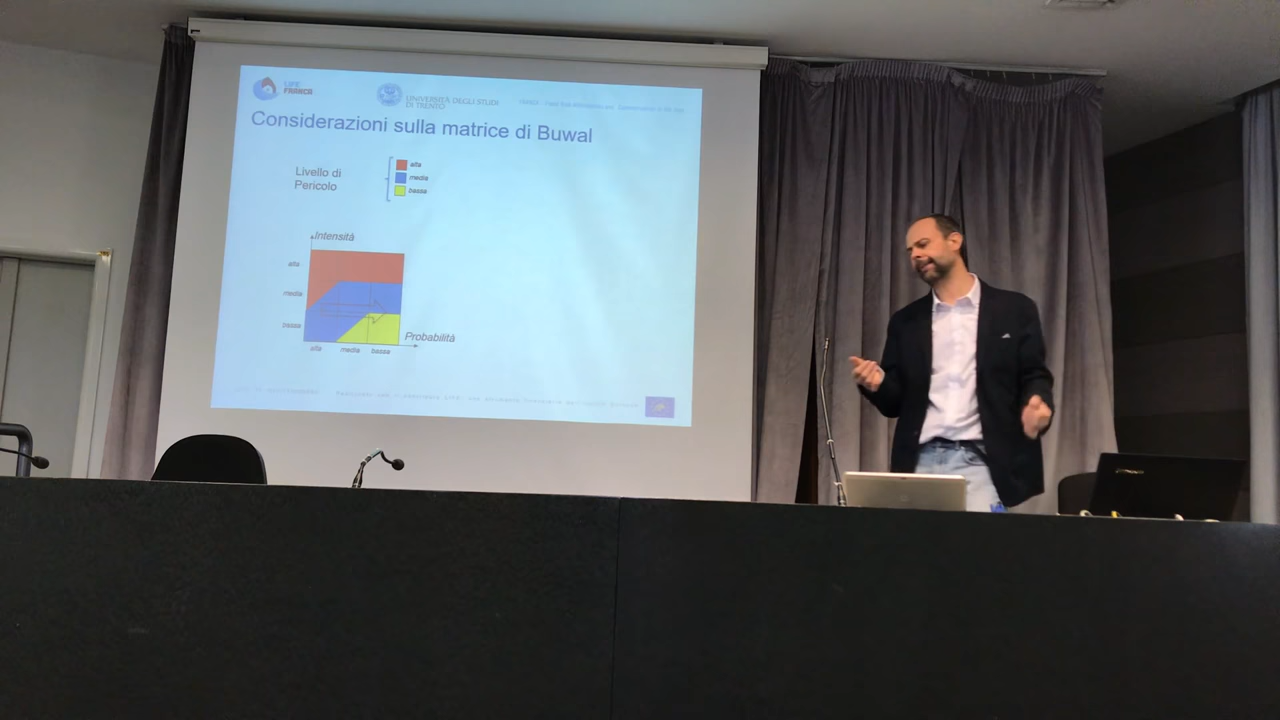 LIFE
FRANCA
UNIVERSITÀ DEGLI STUDI
DI TRENTO
Considerazioni sulla matrice di Buwal
Livello di
Pericolo
alta
media
bassa
Intensità
alta
media
bassa
Probabilità
alta media bassa